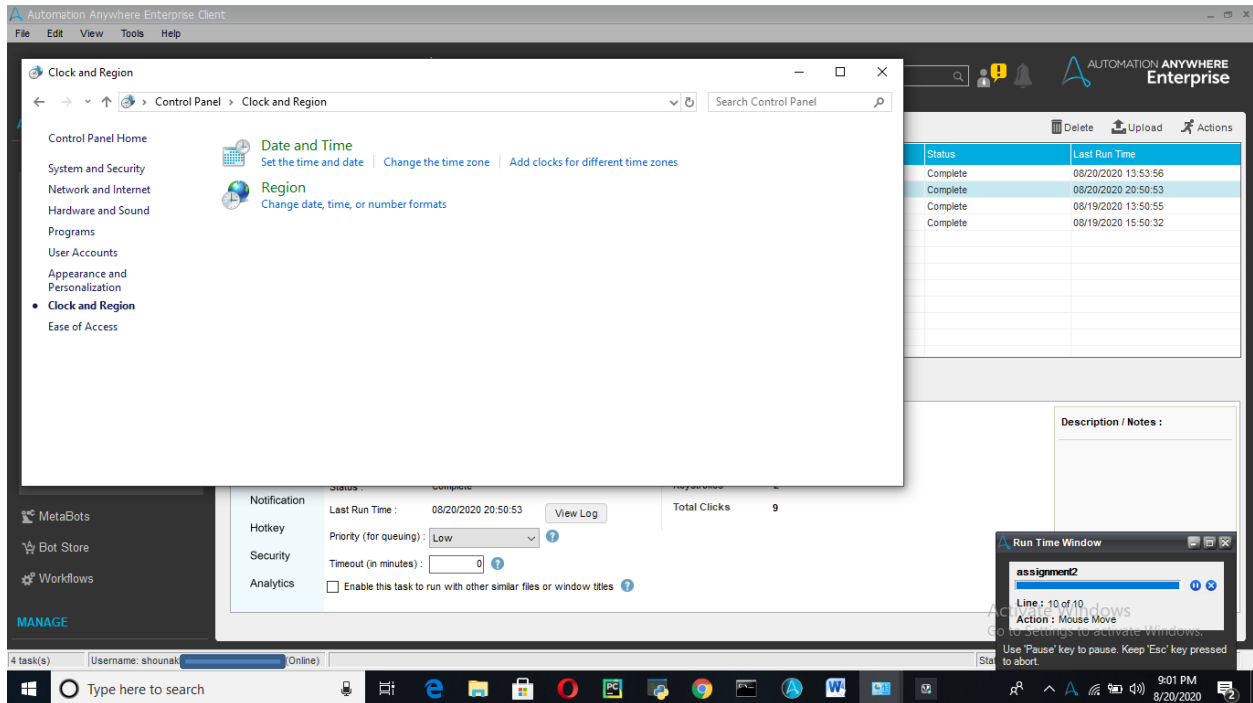 Automation Anywhere Enterprise Client
File Edit View Tools Help
Clock and Region
AUTOMATION ANYWHERE
Enterprise
Control Panel > Clock and Region
Search Control Panel
Control Panel Home
System and Security
Network and Internet
Hardware and Sound
Programs
User Accounts
Appearance and
Personalization
Clock and Region
Ease of Access
Date and Time
Set the time and date | Change the time zone | Add clocks for different time zones
Region
Change date, time, or number formats
Delete Upload Actions
Status Last Run Time
Complete 08/20/2020 13:53:56
Complete 08/20/2020 20:50:53
Complete 08/19/2020 13:50:55
Complete 08/19/2020 15:50:32
Description / Notes :
MetaBots
Bot Store
Workflows
MANAGE
Notification
Hotkey
Security
Analytics
Status : Complete
Last Run Time : 08/20/2020 20:50:53 View Log
Priority (for queuing) : Low
Timeout (in minutes) : 0
Enable this task to run with other similar files or window titles
Total Clicks 9
Run Time Window
assignment2
Line : 10 of 10
Action : Mouse Move
Activate Windows
Go to Settings to activate Windows.
Use 'Pause' key to pause. Keep 'Esc' key pressed
to abort.
4 task(s) Username: shounak (Online)
Type here to search
9:01 PM
8/20/2020